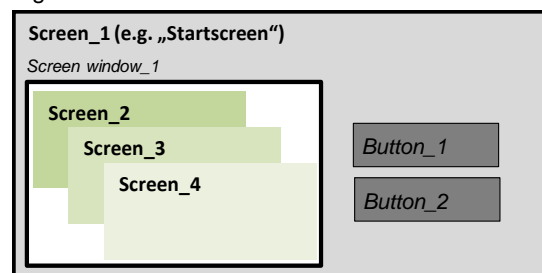 Screen_1 (e.g. „Startscreen“)
Screen window_1
Screen_2
Screen_3
Screen_4
Button_1
Button_2